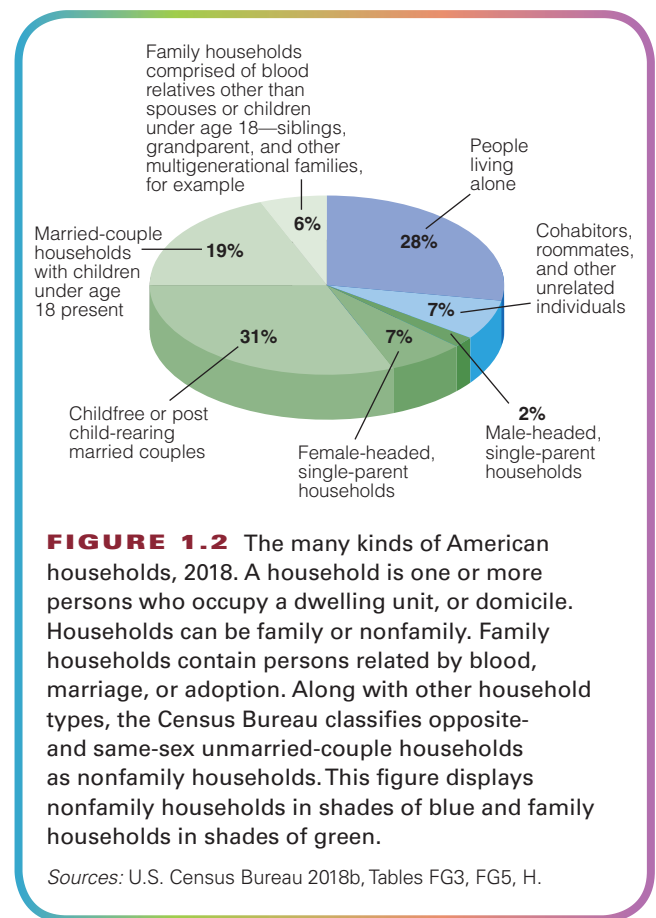 Family households
comprised of blood
relatives other than
spouses or children
under age 18—siblings,
grandparent, and other
multigenerational families,
for example
6%
People
living
alone
28%
Cohabitors,
roommates,
and other
unrelated
individuals
7%
Married-couple
households
with children
under age
18 present
19%
31%
7%
Childfree or post
child-rearing
married couples
Female-headed,
single-parent
households
2%
Male-headed,
single-parent
households
FIGURE 1.2 The many kinds of American
households, 2018. A household is one or more
persons who occupy a dwelling unit, or domicile.
Households can be family or nonfamily. Family
households contain persons related by blood,
marriage, or adoption. Along with other household
types, the Census Bureau classifies opposite-
and same-sex unmarried-couple households
as nonfamily households. This figure displays
nonfamily households in shades of blue and family
households in shades of green.
Sources: U.S. Census Bureau 2018b, Tables FG3, FG5, H.